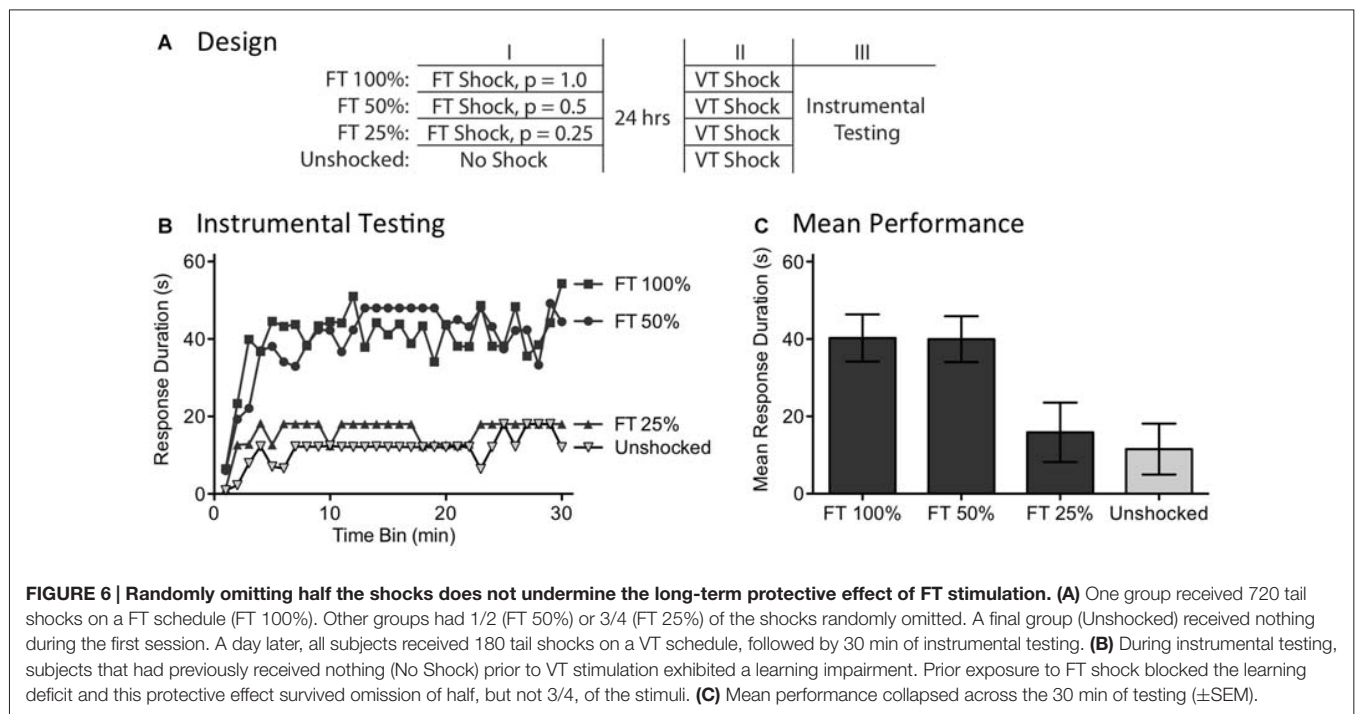 A Design
I II III
FT 100%: FT Shock, p = 1.0 VT Shock
FT 50%: FT Shock, p = 0.5 24 hrs VT Shock Instrumental
FT 25%: FT Shock, p = 0.25 VT Shock Testing
Unshocked: No Shock VT Shock
B Instrumental Testing
Response Duration (s)
60
40
20
0
0 10 20 30
Time Bin (min)
FT 100%
FT 50%
FT 25%
Unshocked
C Mean Performance
Mean Response Duration (s)
60
40
20
0
FT 100% FT 50% FT 25% Unshocked
FIGURE 6 | Randomly omitting half the shocks does not undermine the long-term protective effect of FT stimulation. (A) One group received 720 tail
shocks on a FT schedule (FT 100%). Other groups had 1/2 (FT 50%) or 3/4 (FT 25%) of the shocks randomly omitted. A final group (Unshocked) received nothing
during the first session. A day later, all subjects received 180 tail shocks on a VT schedule, followed by 30 min of instrumental testing. (B) During instrumental testing,
subjects that had previously received nothing (No Shock) prior to VT stimulation exhibited a learning impairment. Prior exposure to FT shock blocked the learning
deficit and this protective effect survived omission of half, but not 3/4, of the stimuli. (C) Mean performance collapsed across the 30 min of testing (±SEM).